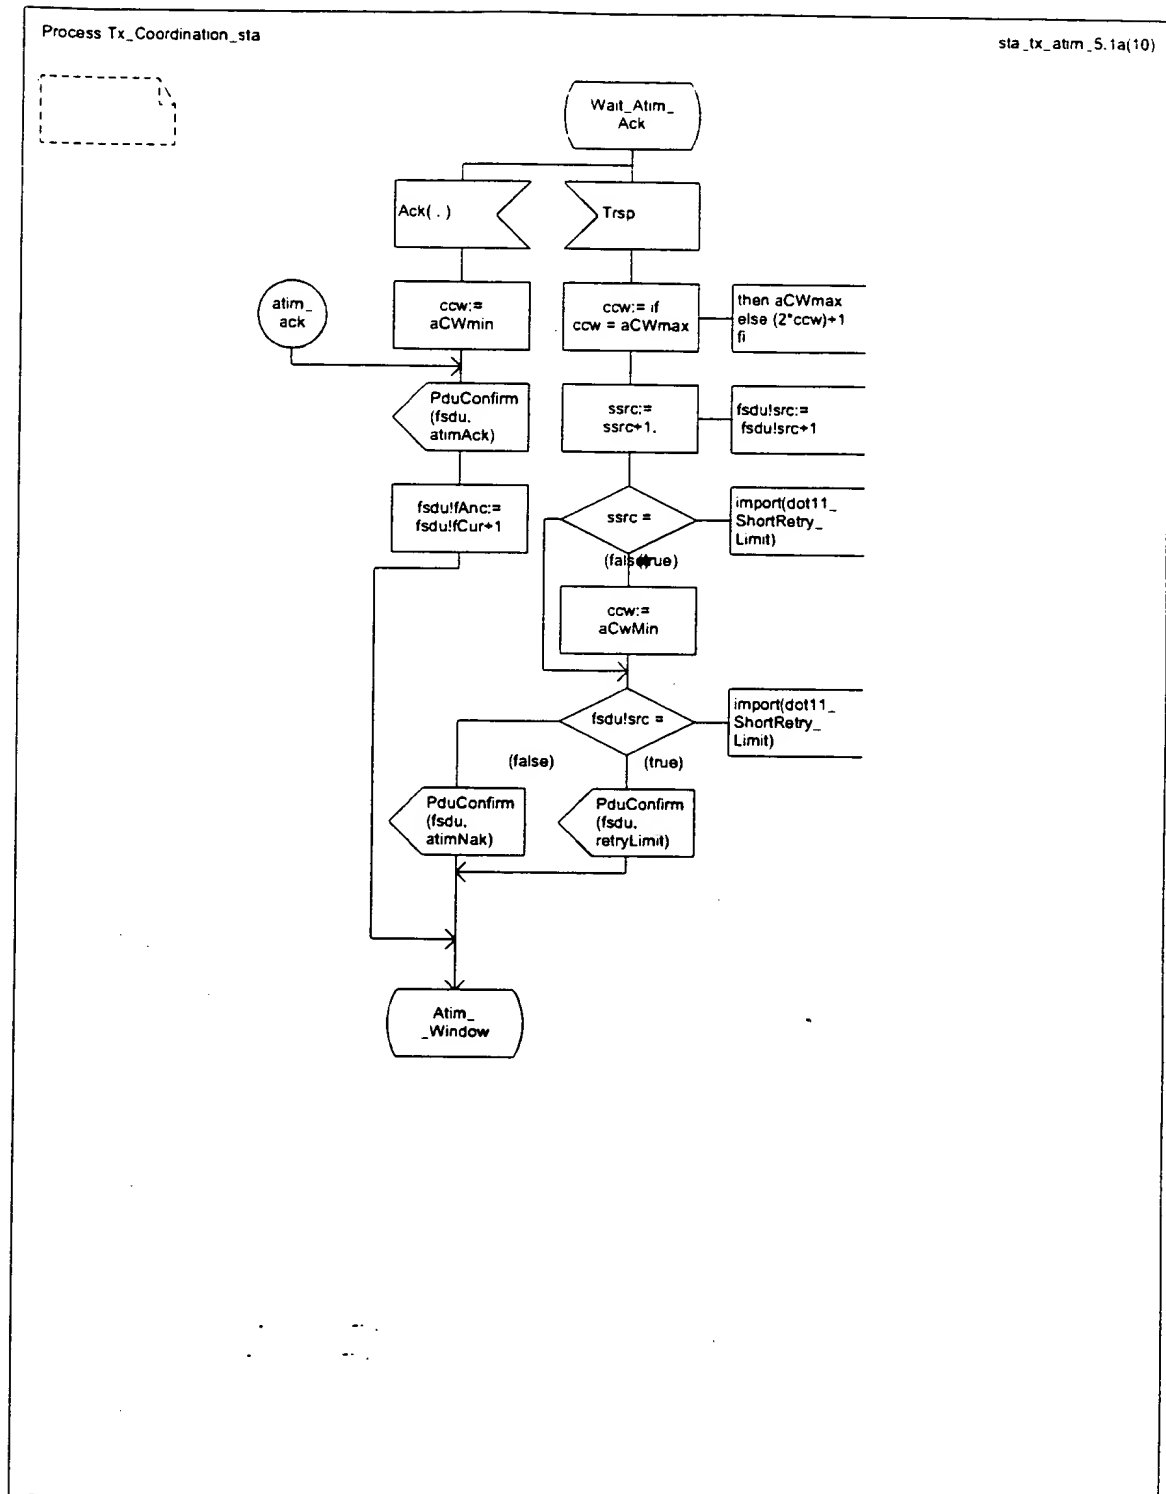 Process Tx_Coordination_sta
sta_tx_atim_5.1a(10)
Wait_Atim_
Ack
Ack( . )
Trsp
atim_
ack
ccw:=
aCWmin
ccw:= if
ccw = aCWmax
then aCWmax
else (2*ccw)+1
fi
PduConfirm
(fsdu,
atimAck)
ssrc:=
ssrc+1,
fsdu!src:=
fsdu!src+1
fsdu!fAnc:=
fsdu!fCur+1
ssrc =
import(dot11_
ShortRetry_
Limit)
(false)
(true)
ccw:=
aCwMin
fsdu!src =
import(dot11_
ShortRetry_
Limit)
(false)
(true)
PduConfirm
(fsdu,
atimNak)
PduConfirm
(fsdu,
retryLimit)
Atim_
_Window